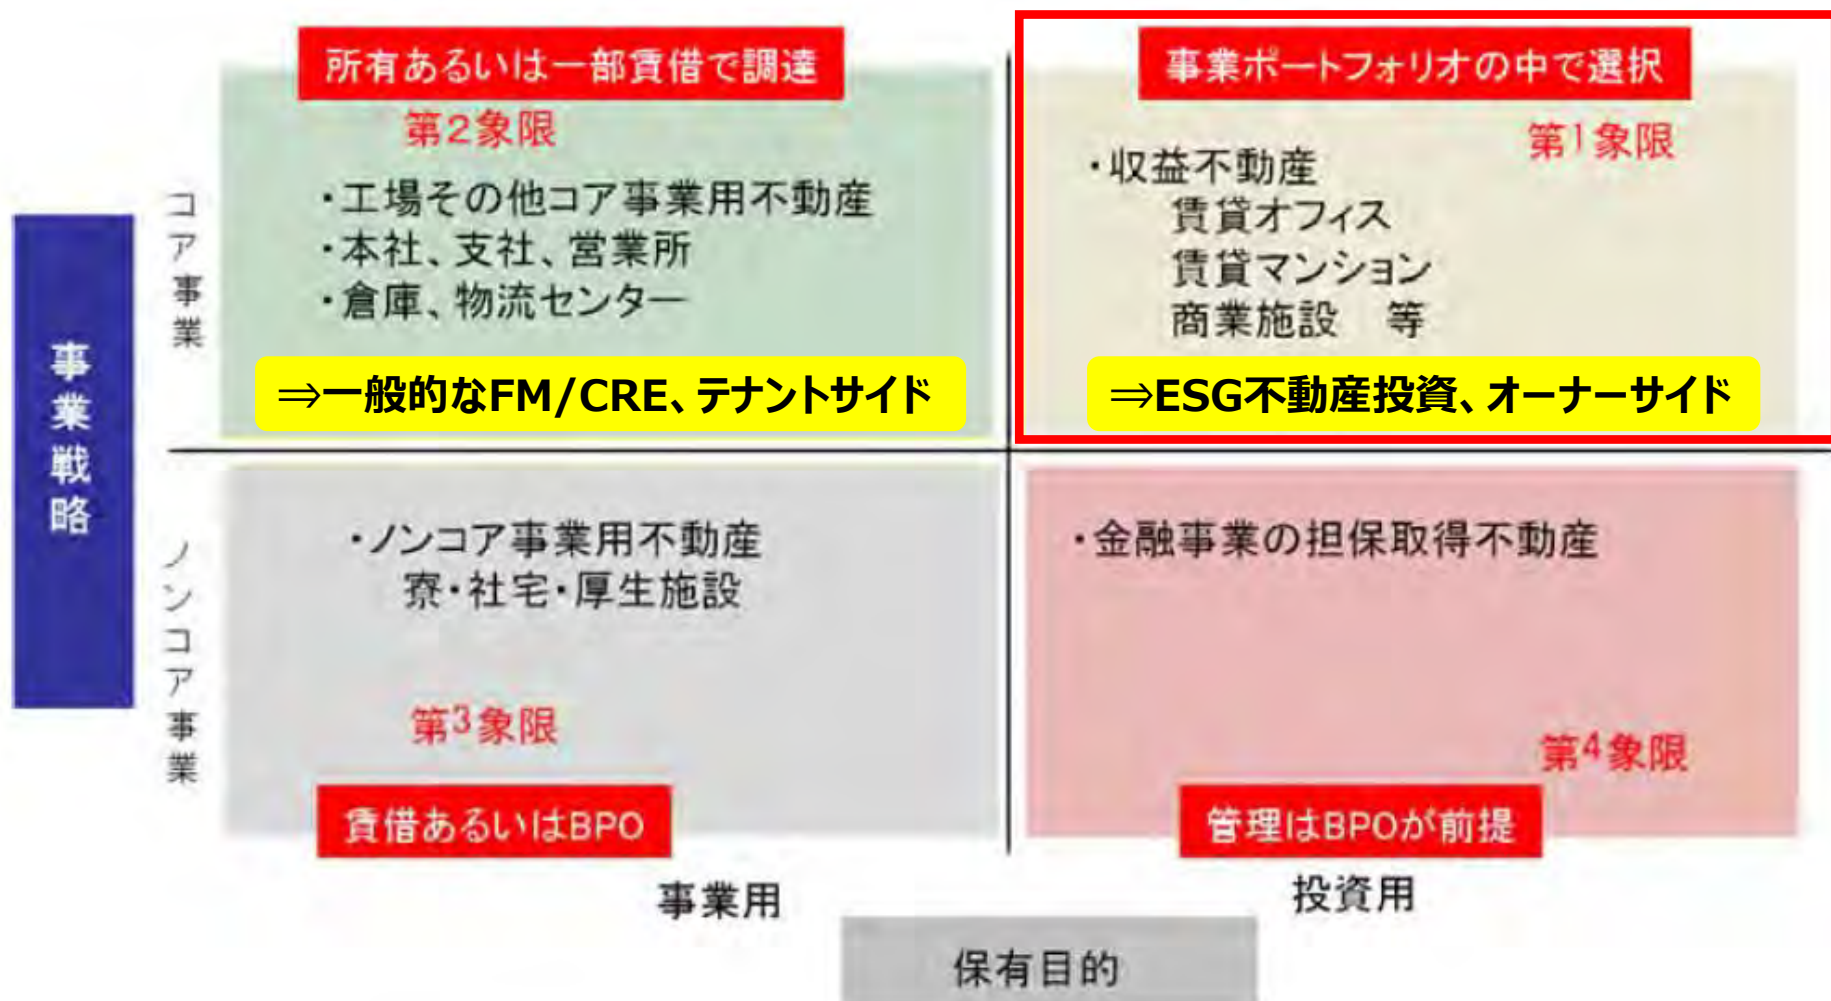 所有あるいは一部賃借で調達
第2象限
・工場その他コア事業用不動産
・本社、支社、営業所
・倉庫、物流センター
⇒一般的なFM/CRE、テナントサイド
事業ポートフォリオの中で選択
第1象限
・収益不動産
賃貸オフィス
賃貸マンション
商業施設 等
⇒ESG不動産投資、オーナーサイド
コア事業
事業戦略
ノンコア事業
・ノンコア事業用不動産
寮・社宅・厚生施設
第3象限
賃借あるいはBPO
・金融事業の担保取得不動産
第4象限
管理はBPOが前提
事業用
投資用
保有目的